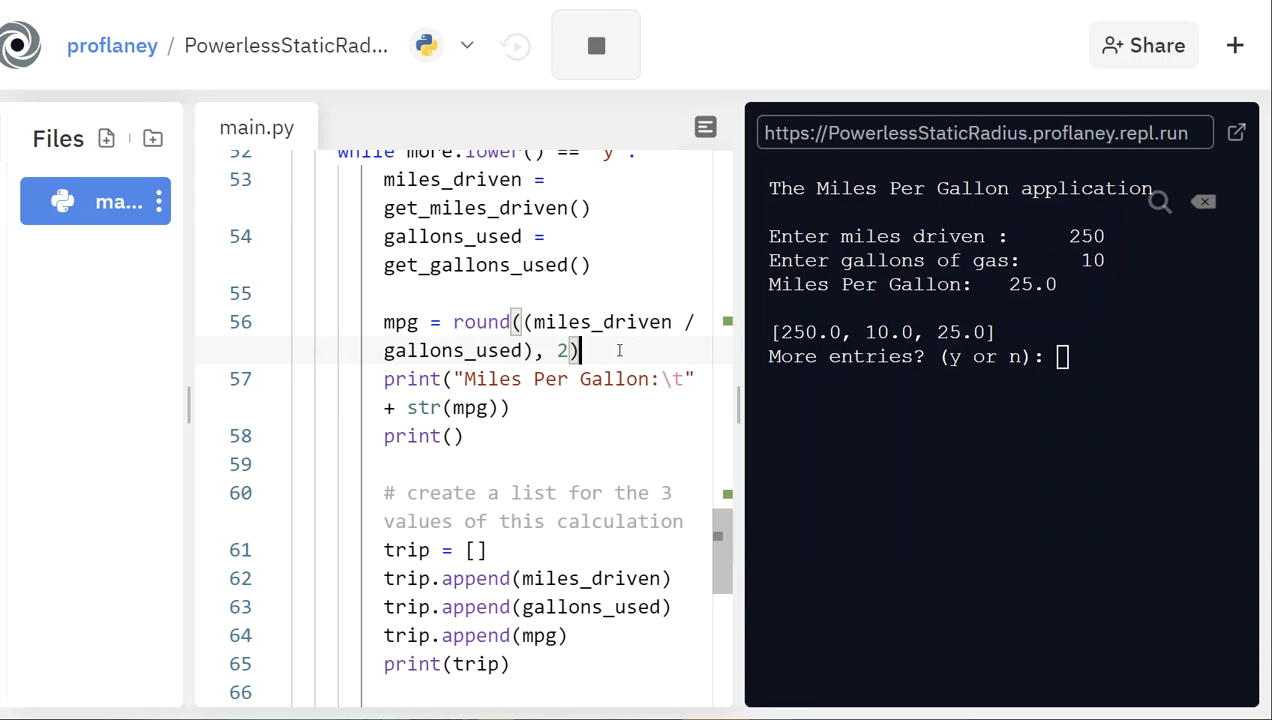 proflaney / PowerlessStaticRad...
Share
Files
main.py
https://PowerlessStaticRadius.proflaney.repl.run
ma...
52 while more.lower() == "y":
53 miles_driven =
get_miles_driven()
54 gallons_used =
get_gallons_used()
55
56 mpg = round((miles_driven /
gallons_used), 2)
57 print("Miles Per Gallon:\t"
+ str(mpg))
58 print()
59
60 # create a list for the 3
values of this calculation
61 trip = []
62 trip.append(miles_driven)
63 trip.append(gallons_used)
64 trip.append(mpg)
65 print(trip)
66
The Miles Per Gallon application
Enter miles driven : 250
Enter gallons of gas: 10
Miles Per Gallon: 25.0
[250.0, 10.0, 25.0]
More entries? (y or n):